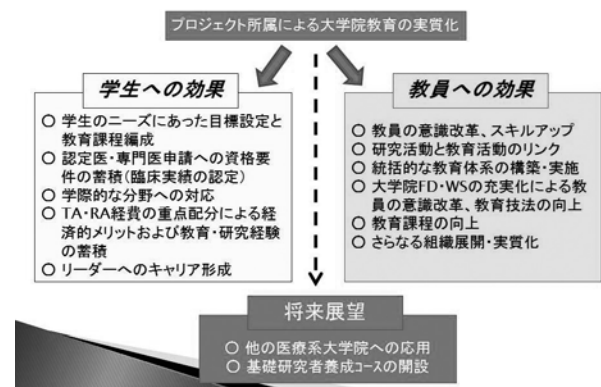 プロジェクト所属による大学院教育の実質化
学生への効果
○ 学生のニーズにあった目標設定と
教育課程編成
○ 認定医・専門医申請への資格要
件の蓄積(臨床実績の認定)
○ 学際的な分野への対応
○ TA・RA経費の重点配分による経
済的メリットおよび教育・研究経験
の蓄積
○ リーダーへのキャリア形成
教員への効果
○ 教員の意識改革、スキルアップ
○ 研究活動と教育活動のリンク
○ 統括的な教育体系の構築・実施
○ 大学院FD・WSの充実化による教
員の意識改革、教育技法の向上
○ 教育課程の向上
○ さらなる組織展開・実質化
将来展望
○ 他の医療系大学院への応用
○ 基礎研究者養成コースの開設